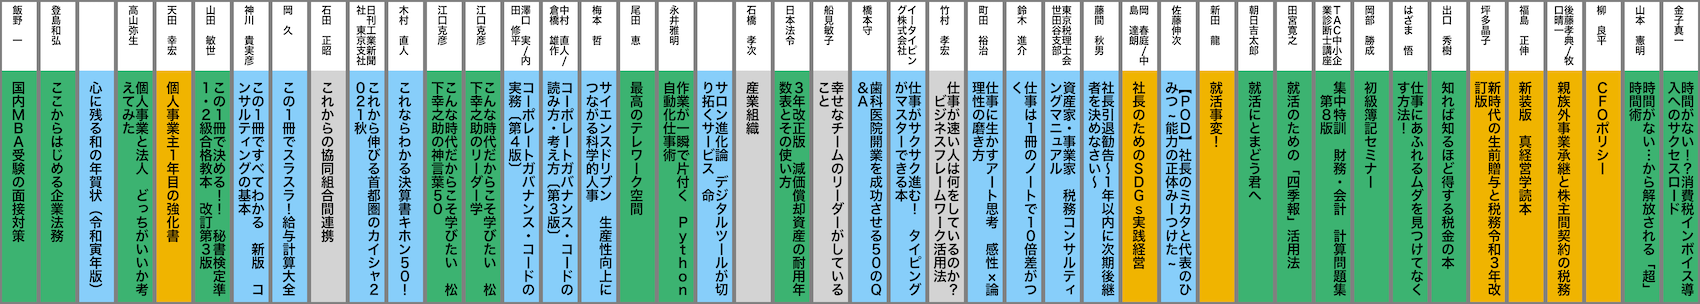 金子真一
時間がない！？消費税インボイス導
入へのサクセスロード
山本　憲明
時間がない…から解放される「超」
時間術
柳　良平
ＣＦＯポリシー
後藤孝典／牧
口晴一
親族外事業承継と株主間契約の税務
福島　正伸
新装版　真経営学読本
坪多晶子
新時代の生前贈与と税務令和３年改
訂版
出口　秀樹
知れば知るほど得する税金の本
はざま　悟
仕事にあふれるムダを見つけてなく
す方法！
岡部　勝成
初級簿記セミナー
ＴＡＣ中小企
業診断士講座
集中特訓　財務・会計　計算問題集
　第８版
田宮寛之
就活のための「四季報」活用法
朝日吉太郎
就活にとまどう君へ
新田　龍
就活事変！
佐藤伸次
【ＰＯＤ】社長のミカタと代表のひ
みつ～能力の正体みーつけた～
岡　春庭／中
島　達朗
社長のためのＳＤＧｓ実践経営
藤間　秋男
社長引退勧告～１年以内に次期後継
者を決めなさい～
東京税理士会
世田谷支部
資産家・事業家　税務コンサルティ
ングマニュアル
鈴木　進介
仕事は１冊のノートで１０倍差がつ
く
町田　裕治
仕事に生かすアート思考　感性×論
理性の磨き方
竹村　孝宏
仕事が速い人は何をしているのか？
　ビジネスフレームワーク活用法
イータイピン
グ株式会社
仕事がサクサク進む！　タイピング
がマスターできる本
橋本守
歯科医院開業を成功させる５０のＱ
＆Ａ
船見敏子
幸せなチームのリーダーがしている
こと
日本法令
３年改正版　減価償却資産の耐用年
数表とその使い方
石橋　孝次
産業組織
サロン進化論　デジタルツールが切
り拓くサービス　命
永井雅明
作業が一瞬で片付く　Ｐｙｔｈｏｎ
自動化仕事術
尾田　恵
最高のテレワーク空間
梅本　哲
サイエンスドリブン　生産性向上に
つながる科学的人事
中村　直人／
倉橋　雄作
コーポレートガバナンス・コードの
読み方・考え方〔第３版〕
澤口　実／内
田　修平
コーポレートガバナンス・コードの
実務〔第４版〕
江口克彦
こんな時代だからこそ学びたい　松
下幸之助のリーダー学
江口克彦
こんな時代だからこそ学びたい　松
下幸之助の神言葉５０
木村　直人
これならわかる決算書キホン５０！
日刊工業新聞
社　東京支社
これから伸びる首都圏のカイシャ２
０２１秋
石田　正昭
これからの協同組合間連携
岡　久
この１冊でスラスラ！給与計算大全
神川　貴実彦
この１冊ですべてわかる　新版　コ
ンサルティングの基本
山田　敏世
この１冊で決める！！　秘書検定準
１・２級合格教本　改訂第３版
天田　幸宏
個人事業主１年目の強化書
高山弥生
個人事業と法人　どっちがいいか考
えてみた
心に残る和の年賀状（令和寅年版）
登島和弘
ここからはじめる企業法務
飯野　一
国内ＭＢＡ受験の面接対策